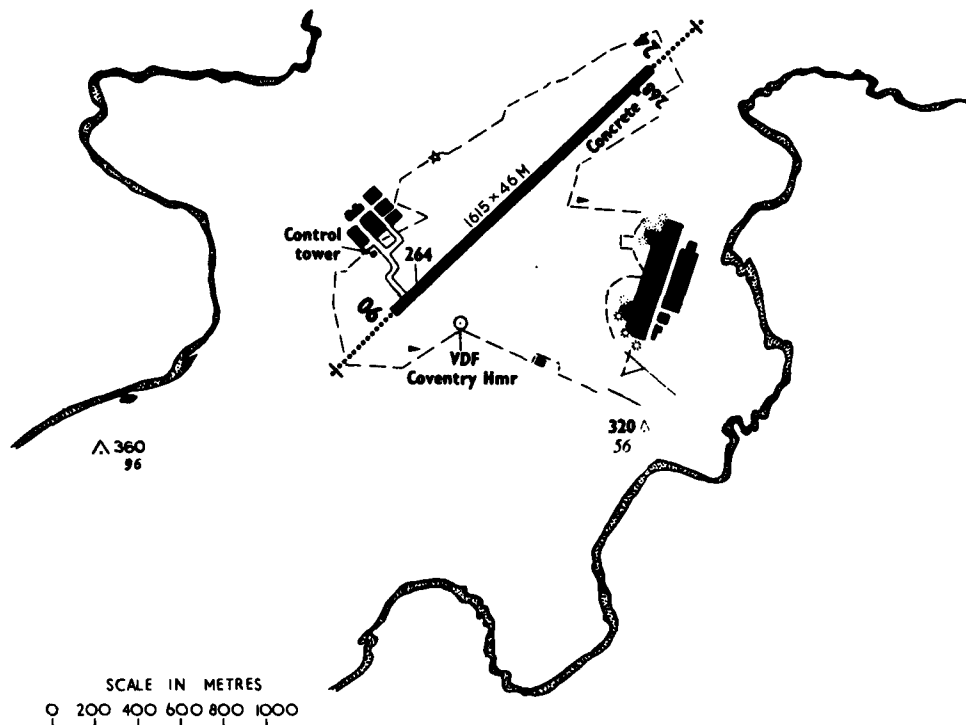 24
268
Concrete
1615 × 46 M
Control
tower
264
06
VDF
Coventry Hmr
320
56
360
96
SCALE IN METRES
0 200 400 600 800 1000